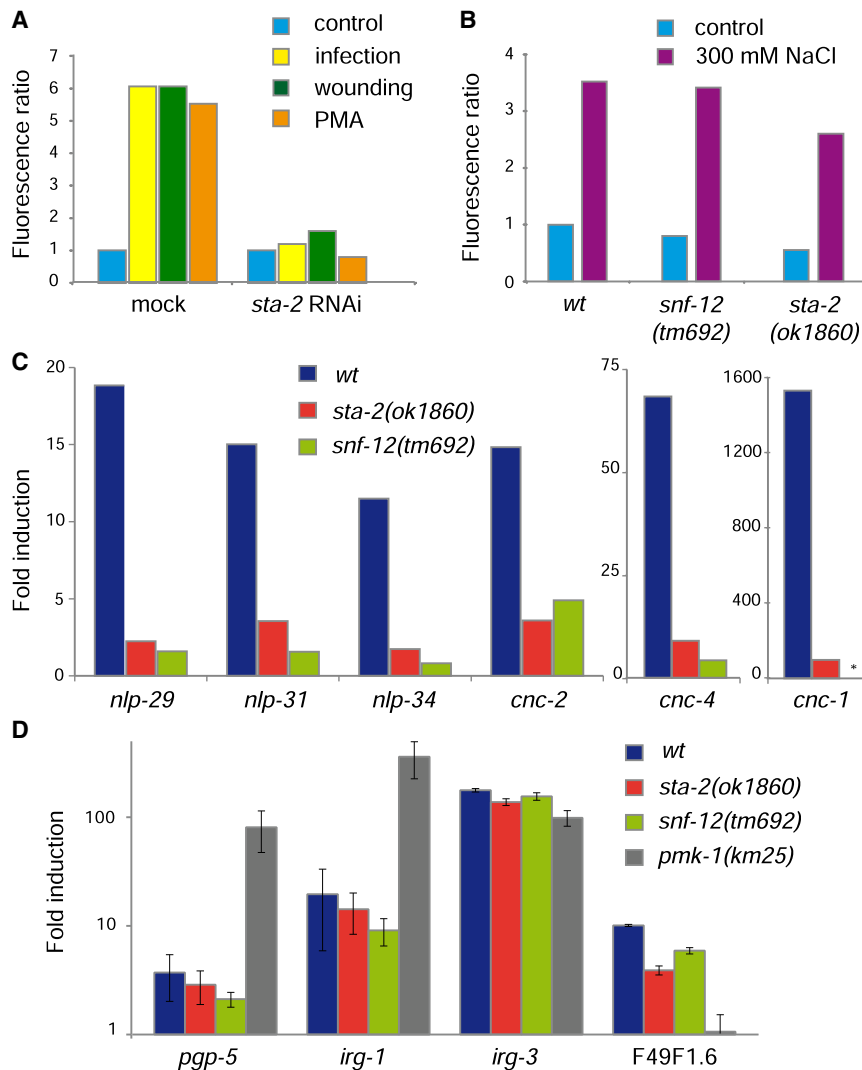 A
control
infection
wounding
PMA
Fluorescence ratio
7
6
5
4
3
2
1
0
mock
sta-2 RNAi
B
control
300 mM NaCl
Fluorescence ratio
4
3
2
1
0
wt
snf-12
(tm692)
sta-2
(ok1860)
C
wt
sta-2(ok1860)
snf-12(tm692)
Fold induction
20
15
10
5
0
nlp-29
nlp-31
nlp-34
cnc-2
75
50
25
0
cnc-4
1600
1200
800
400
0
*
cnc-1
D
wt
sta-2(ok1860)
snf-12(tm692)
pmk-1(km25)
Fold induction
100
10
1
pgp-5
irg-1
irg-3
F49F1.6